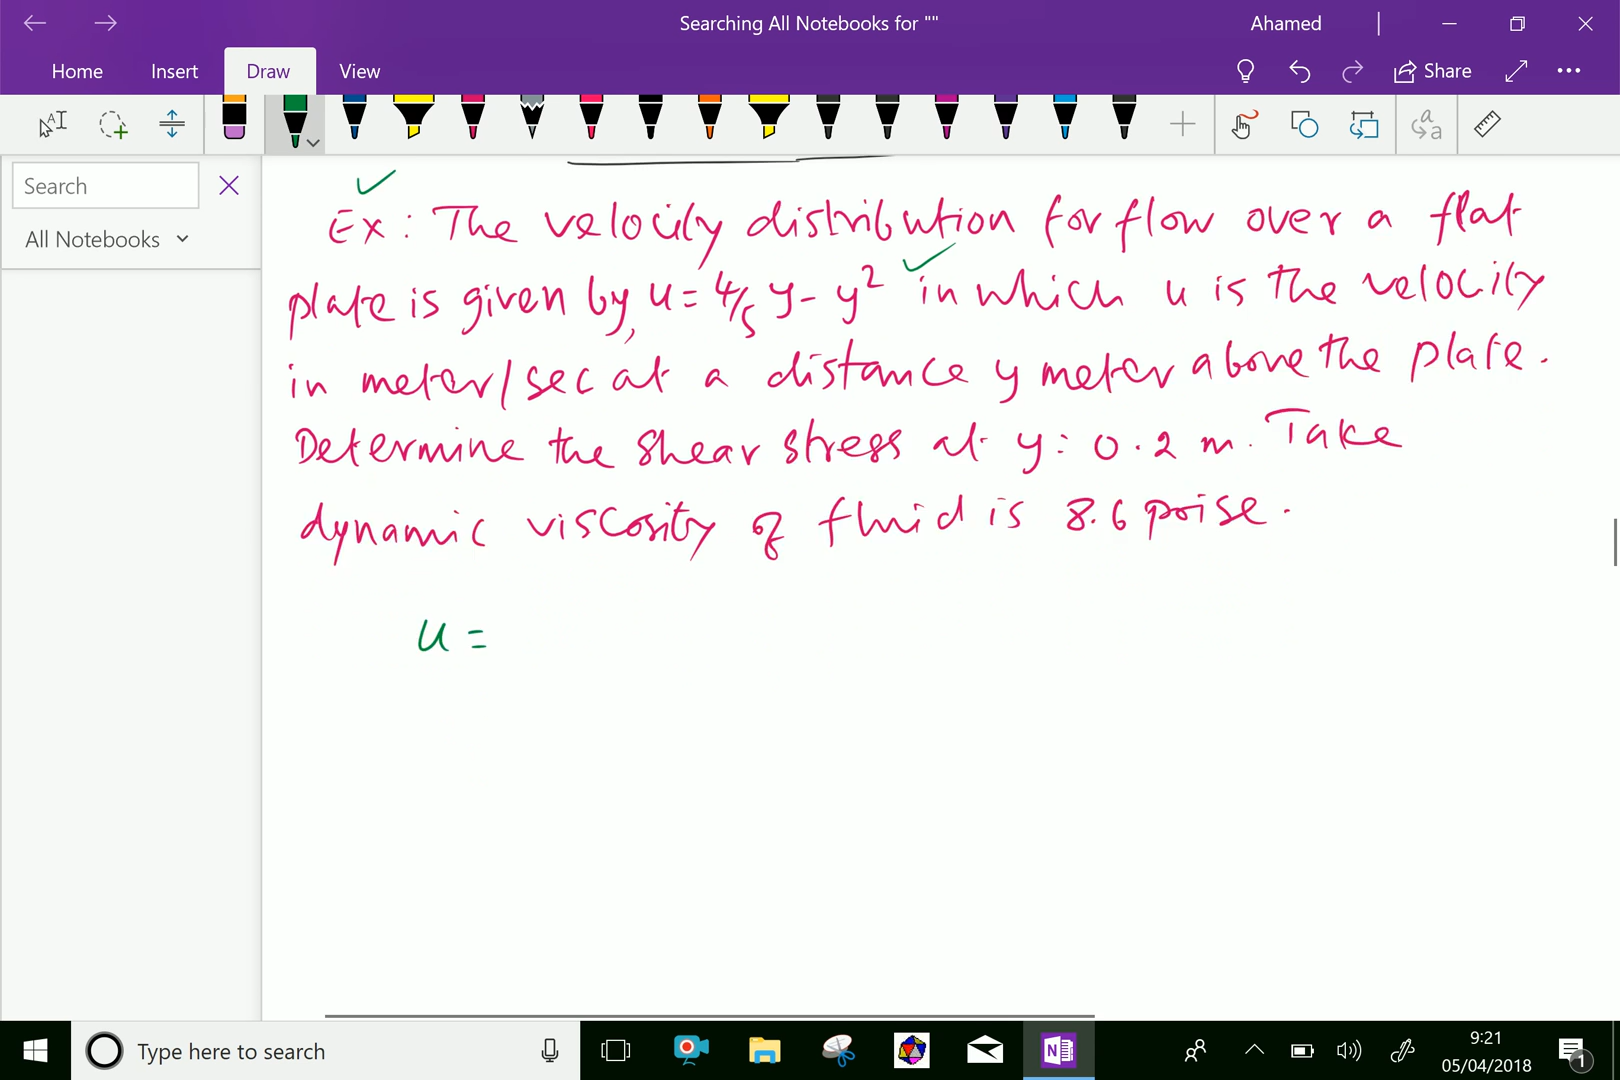 Searching All Notebooks for ""
Ahamed
Home Insert Draw View
Share
Search
All Notebooks
Ex: The velocity distribution for flow over a flat
plate is given by, u = 4/5 y - y² in which u is the velocity
in meter/sec at a distance y meter above the plate.
Determine the shear stress at y = 0.2 m. Take
dynamic viscosity of fluid is 8.6 poise.
u =
Type here to search
9:21
05/04/2018
1